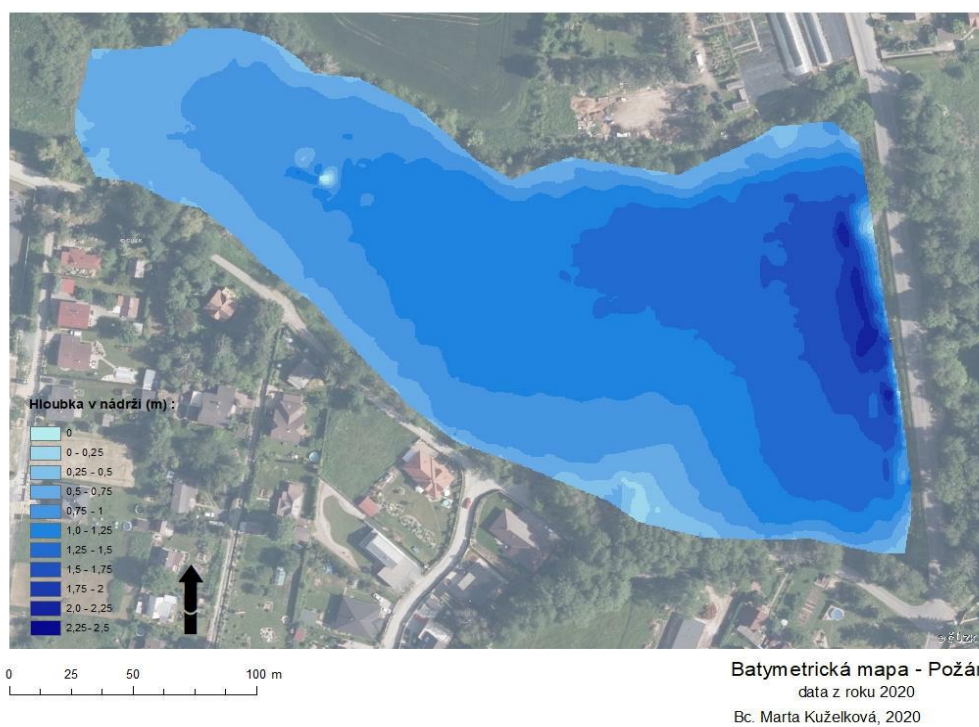 © ČÚZK
Hloubka v nádrži (m) :
0
0 - 0,25
0,25 - 0,5
0,5 - 0,75
0,75 - 1
1,0 - 1,25
1,25 - 1,5
1,5 - 1,75
1,75 - 2
2,0 - 2,25
2,25 - 2,5
© ČÚZK
0 25 50 100 m
Batymetrická mapa - Požár
data z roku 2020
Bc. Marta Kuželková, 2020